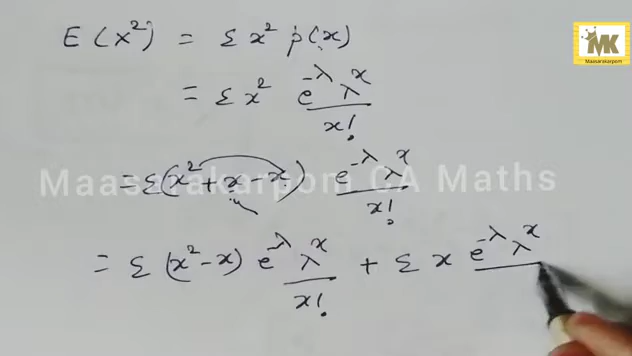 E(x²) = Σ x² p(x)
= Σ x² e^-λ λ^x / x!
= Σ(x² + x - x) e^-λ λ^x / x!
= Σ (x² - x) e^-λ λ^x / x! + Σ x e^-λ λ^x
MK
Maasarakarpom
Maasarakarpom CA Maths